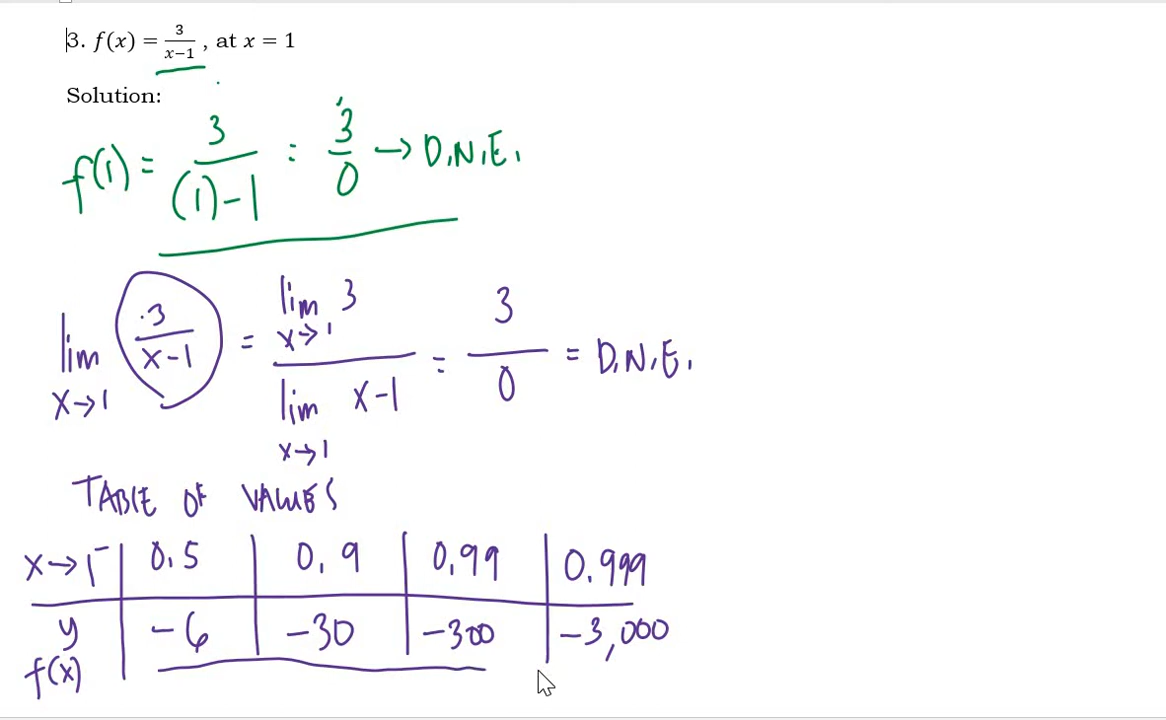 3. f(x) = 3/(x−1) , at x = 1
Solution:
f(1) = 3/((1)-1) = 3/0 → D.N.E.
lim x→1 3/(x-1) = (lim x→1 3)/(lim x→1 x-1) = 3/0 = D.N.E.
TABLE OF VALUES
x→1⁻ | 0.5 | 0.9 | 0.99 | 0.999
y f(x) | -6 | -30 | -300 | -3,000